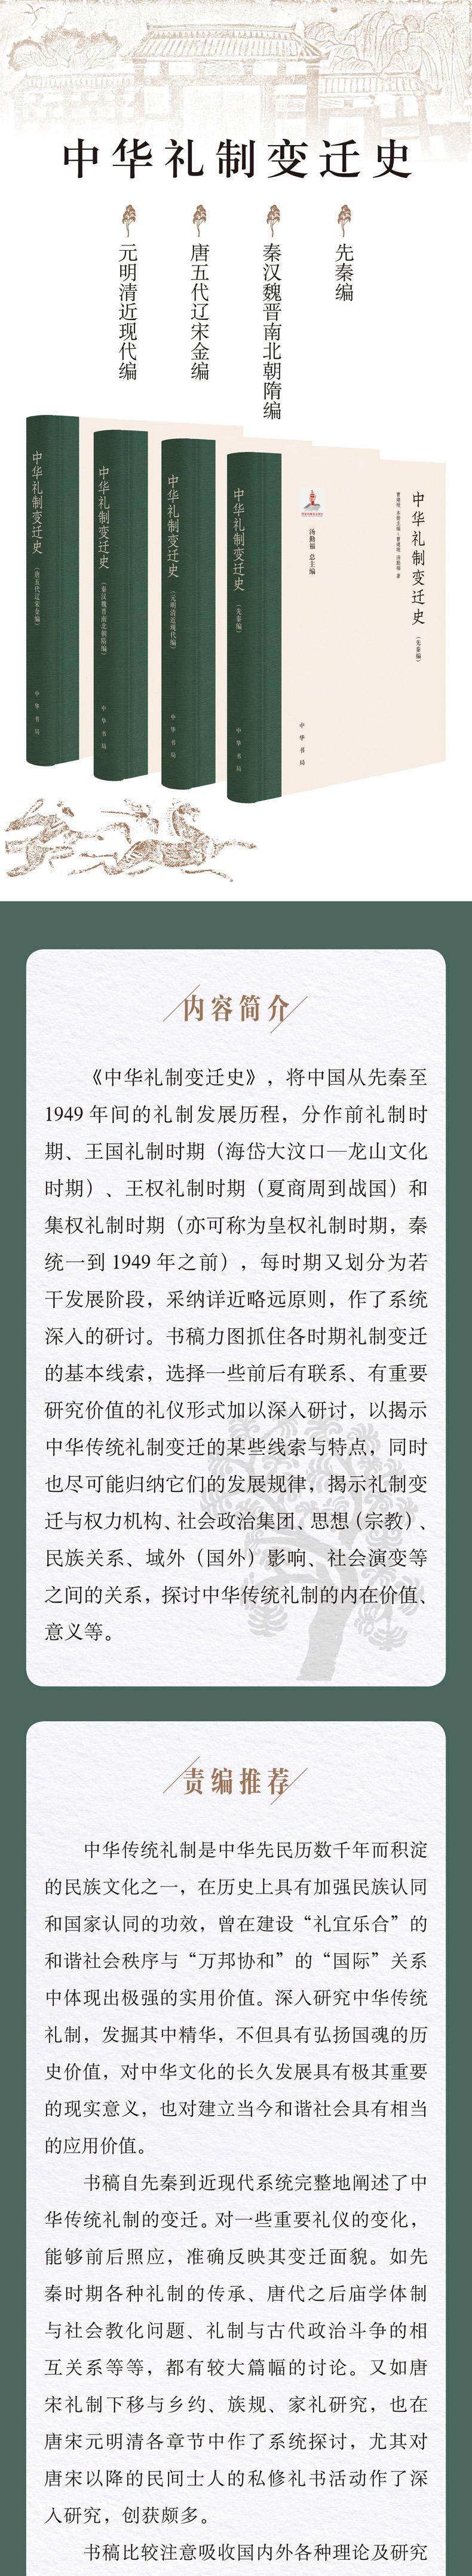 中华礼制变迁史
先秦编
秦汉魏晋南北朝隋编
唐五代辽宋金编
元明清近现代编
中华礼制变迁史（唐五代辽宋金编）
中华书局
中华礼制变迁史（秦汉魏晋南北朝隋编）
中华书局
中华礼制变迁史（元明清近现代编）
中华书局
中华礼制变迁史（先秦编）
中华书局
汤勤福 总主编
中华书局
中华礼制变迁史（先秦编）
内容简介
《中华礼制变迁史》，将中国从先秦至
1949 年间的礼制发展历程，分作前礼制时
期、王国礼制时期（海岱大汶口—龙山文化
时期）、王权礼制时期（夏商周到战国）和
集权礼制时期（亦可称为皇权礼制时期，秦
统一到 1949 年之前），每时期又划分为若
干发展阶段，采纳详近略远原则，作了系统
深入的研讨。书稿力图抓住各时期礼制变迁
的基本线索，选择一些前后有联系、有重要
研究价值的礼仪形式加以深入研讨，以揭示
中华传统礼制变迁的某些线索与特点，同时
也尽可能归纳它们的发展规律，揭示礼制变
迁与权力机构、社会政治集团、思想（宗教）、
民族关系、域外（国外）影响、社会演变等
之间的关系，探讨中华传统礼制的内在价值、
意义等。
责编推荐
中华传统礼制是中华先民历数千年而积淀
的民族文化之一，在历史上具有加强民族认同
和国家认同的功效，曾在建设“礼宜乐合”的
和谐社会秩序与“万邦协和”的“国际”关系
中体现出极强的实用价值。深入研究中华传统
礼制，发掘其中精华，不但具有弘扬国魂的历
史价值，对中华文化的长久发展具有极其重要
的现实意义，也对建立当今和谐社会具有相当
的应用价值。
书稿自先秦到近现代系统完整地阐述了中
华传统礼制的变迁。对一些重要礼仪的变化，
能够前后照应，准确反映其变迁面貌。如先
秦时期各种礼制的传承、唐代之后庙学体制
与社会教化问题、礼制与古代政治斗争的相
互关系等等，都有较大篇幅的讨论。又如唐
宋礼制下移与乡约、族规、家礼研究，也在
唐宋元明清各章节中作了系统探讨，尤其对
唐宋以降的民间士人的私修礼书活动作了深
入研究，创获颇多。
书稿比较注意吸收国内外各种理论及研究